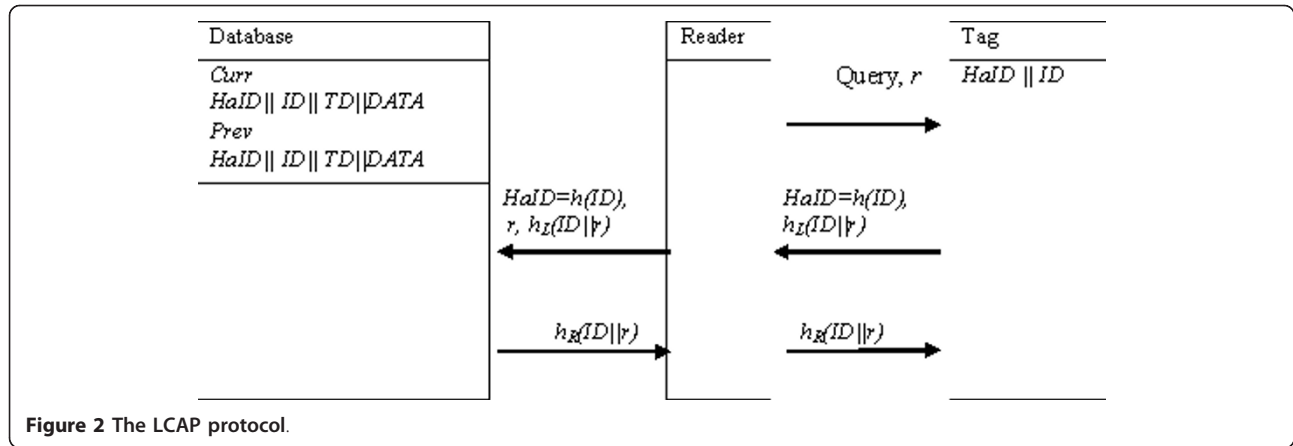 Database
Reader
Tag
Curr
HaID || ID || TD||DATA
Prev
HaID || ID || TD||DATA
Query, r
HaID || ID
HaID=h(ID),
r, hL(ID||r)
HaID=h(ID),
hL(ID||r)
hR(ID||r)
hR(ID||r)
Figure 2 The LCAP protocol.